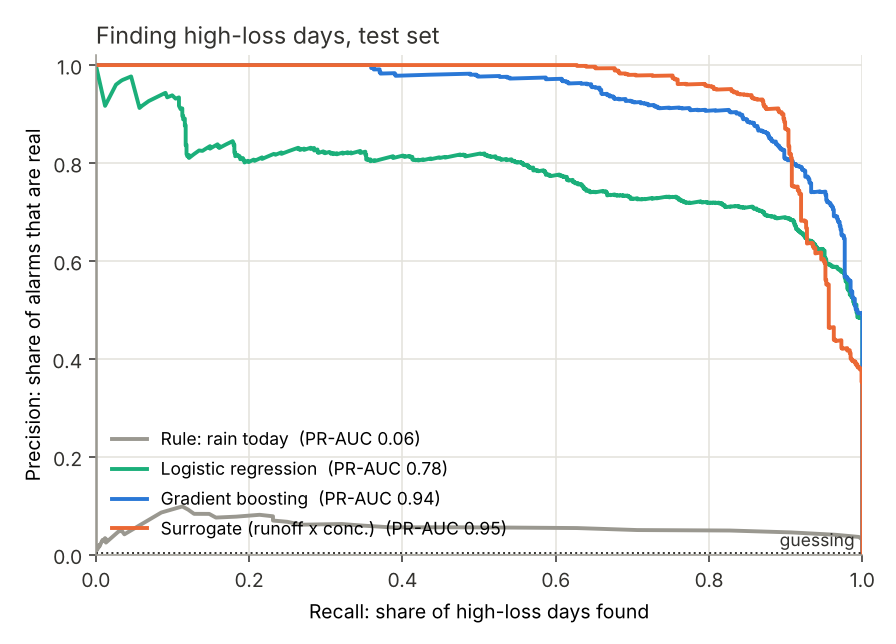 Finding high-loss days, test set
Precision: share of alarms that are real
1.0
0.8
0.6
0.4
0.2
0.0
Rule: rain today (PR-AUC 0.06)
Logistic regression (PR-AUC 0.78)
Gradient boosting (PR-AUC 0.94)
Surrogate (runoff x conc.) (PR-AUC 0.95)
guessing
0.0 0.2 0.4 0.6 0.8 1.0
Recall: share of high-loss days found